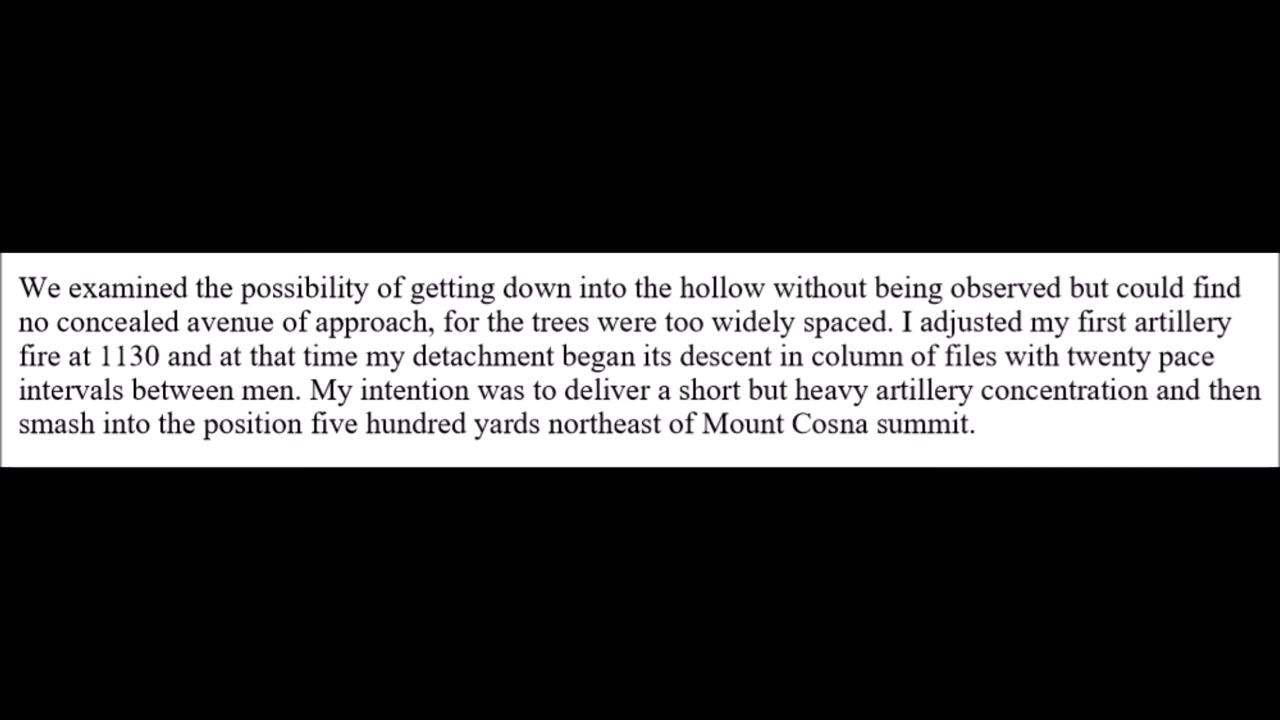 We examined the possibility of getting down into the hollow without being observed but could find
no concealed avenue of approach, for the trees were too widely spaced. I adjusted my first artillery
fire at 1130 and at that time my detachment began its descent in column of files with twenty pace
intervals between men. My intention was to deliver a short but heavy artillery concentration and then
smash into the position five hundred yards northeast of Mount Cosna summit.